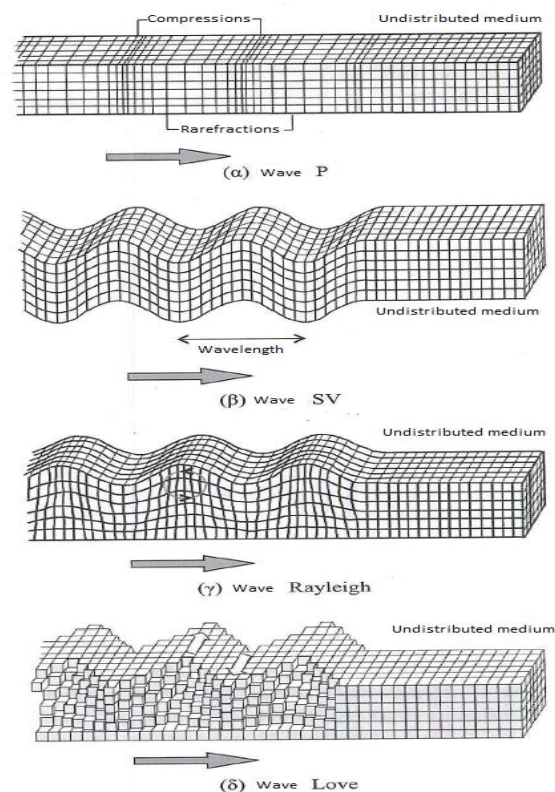 Compressions
Undistributed medium
Rarefractions
(α) Wave P
Undistributed medium
Wavelength
(β) Wave SV
Undistributed medium
(γ) Wave Rayleigh
Undistributed medium
(δ) Wave Love